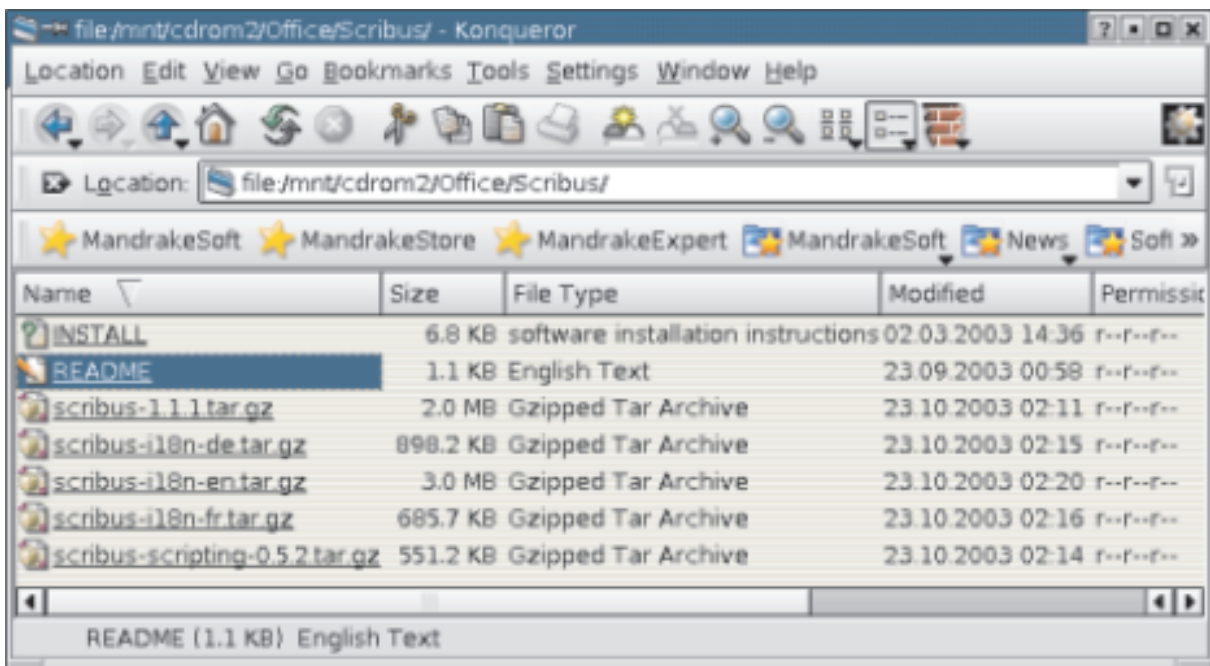 file:/mnt/cdrom2/Office/Scribus/ - Konqueror
Location Edit View Go Bookmarks Tools Settings Window Help
Location: file:/mnt/cdrom2/Office/Scribus/
MandrakeSoft MandrakeStore MandrakeExpert MandrakeSoft News Soft »
Name Size File Type Modified Permissic
INSTALL 6.8 KB software installation instructions 02.03.2003 14:36 r--r--r--
README 1.1 KB English Text 23.09.2003 00:58 r--r--r--
scribus-1.1.1.tar.gz 2.0 MB Gzipped Tar Archive 23.10.2003 02:11 r--r--r--
scribus-i18n-de.tar.gz 898.2 KB Gzipped Tar Archive 23.10.2003 02:15 r--r--r--
scribus-i18n-en.tar.gz 3.0 MB Gzipped Tar Archive 23.10.2003 02:20 r--r--r--
scribus-i18n-fr.tar.gz 685.7 KB Gzipped Tar Archive 23.10.2003 02:16 r--r--r--
scribus-scripting-0.5.2.tar.gz 551.2 KB Gzipped Tar Archive 23.10.2003 02:14 r--r--r--
README (1.1 KB) English Text